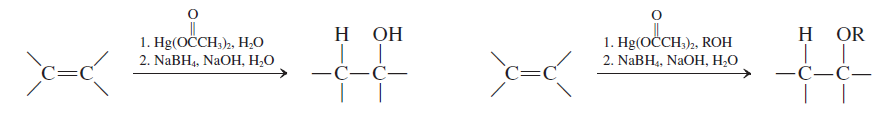 O
||
1. Hg(OCCH₃)₂, H₂O
2. NaBH₄, NaOH, H₂O
C=C
H OH
—C—C—
O
||
1. Hg(OCCH₃)₂, ROH
2. NaBH₄, NaOH, H₂O
C=C
H OR
—C—C—